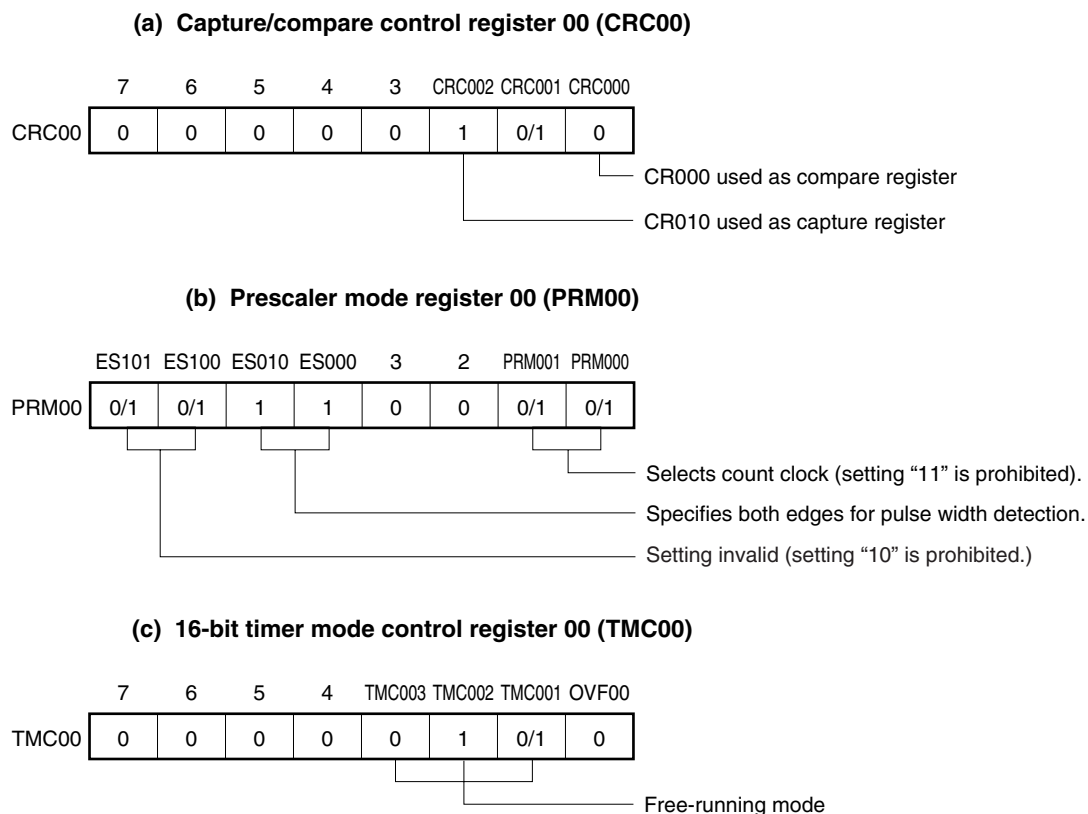 (a) Capture/compare control register 00 (CRC00)
7 6 5 4 3 CRC002 CRC001 CRC000
CRC00 0 0 0 0 0 1 0/1 0
CR000 used as compare register
CR010 used as capture register
(b) Prescaler mode register 00 (PRM00)
ES101 ES100 ES010 ES000 3 2 PRM001 PRM000
PRM00 0/1 0/1 1 1 0 0 0/1 0/1
Selects count clock (setting “11” is prohibited).
Specifies both edges for pulse width detection.
Setting invalid (setting “10” is prohibited.)
(c) 16-bit timer mode control register 00 (TMC00)
7 6 5 4 TMC003 TMC002 TMC001 OVF00
TMC00 0 0 0 0 0 1 0/1 0
Free-running mode